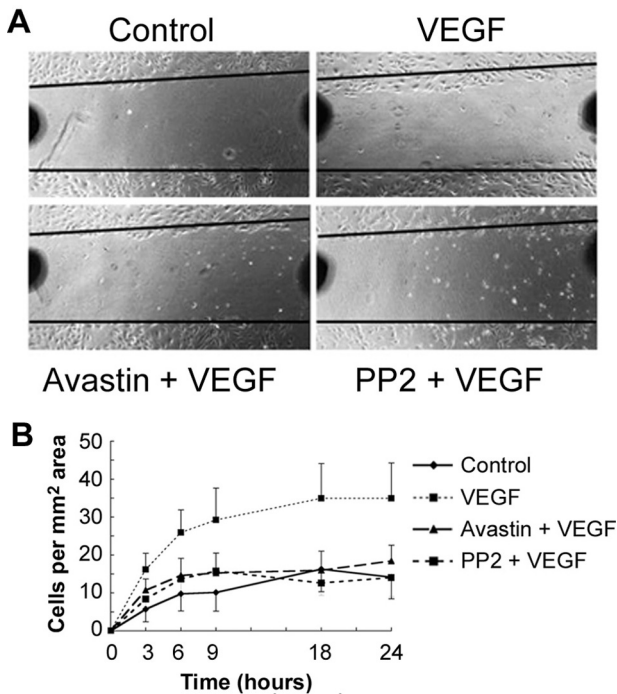 A
Control VEGF
Avastin + VEGF PP2 + VEGF
B
Cells per mm² area
50
40
30
20
10
0
0 3 6 9 18 24
Time (hours)
Control
VEGF
Avastin + VEGF
PP2 + VEGF